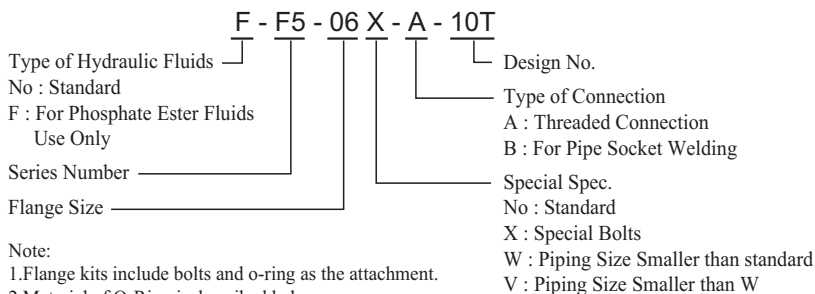 F - F5 - 06 X - A - 10T
Type of Hydraulic Fluids
No : Standard
F : For Phosphate Ester Fluids
Use Only
Series Number
Flange Size
Note:
1.Flange kits include bolts and o-ring as the attachment.
Design No.
Type of Connection
A : Threaded Connection
B : For Pipe Socket Welding
Special Spec.
No : Standard
X : Special Bolts
W : Piping Size Smaller than standard
V : Piping Size Smaller than W